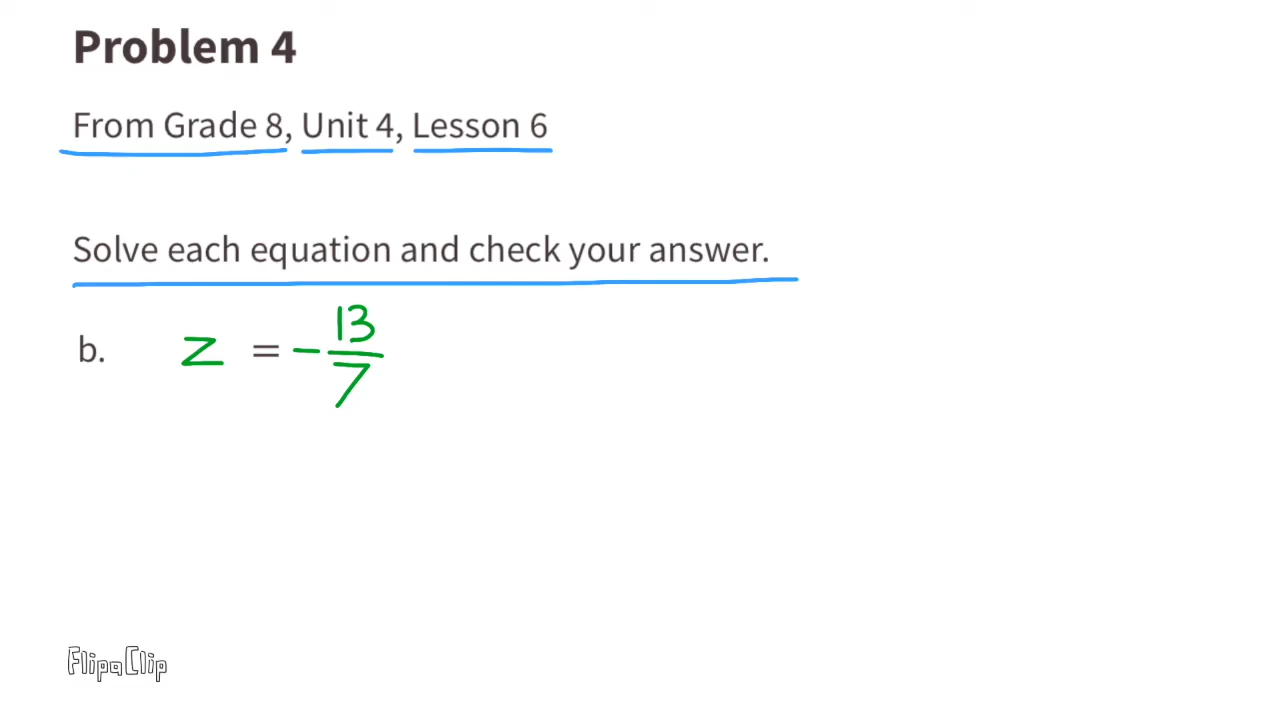 Problem 4
From Grade 8, Unit 4, Lesson 6
Solve each equation and check your answer.
b. z = -13/7
FlipaClip